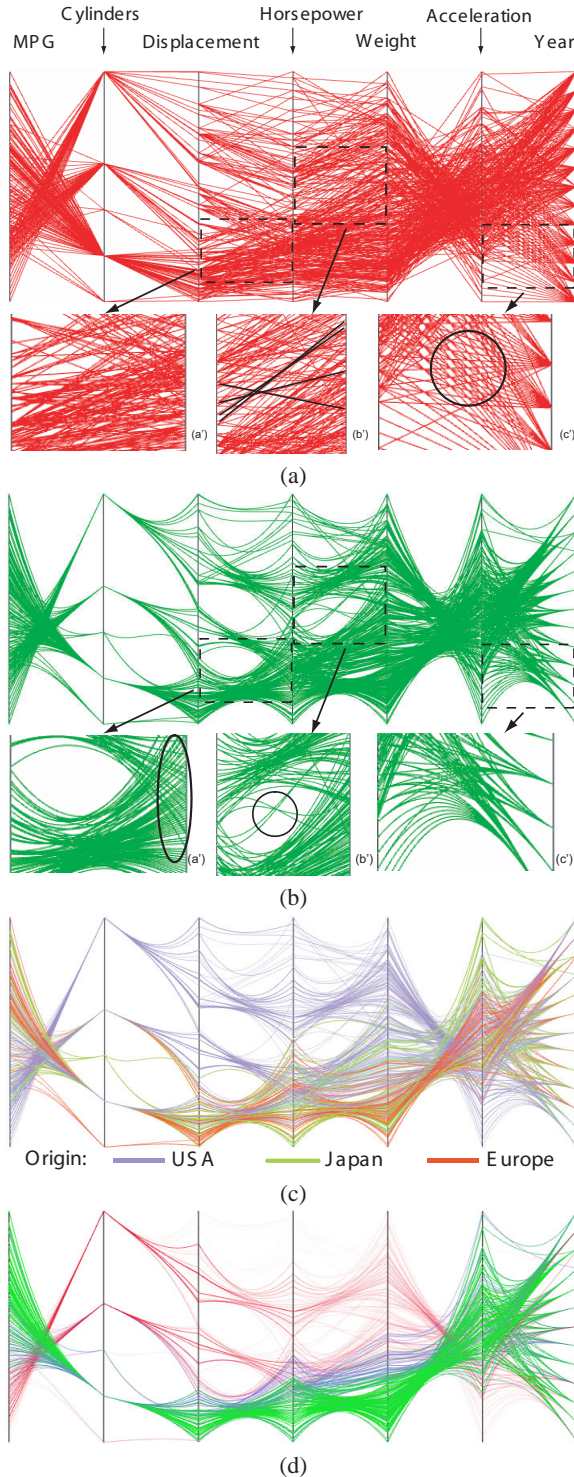 Cylinders Horsepower Acceleration
MPG Displacement Weight Year
(a') (b') (c')
(a)
(a') (b') (c')
(b)
Origin: USA Japan Europe
(c)
(d)